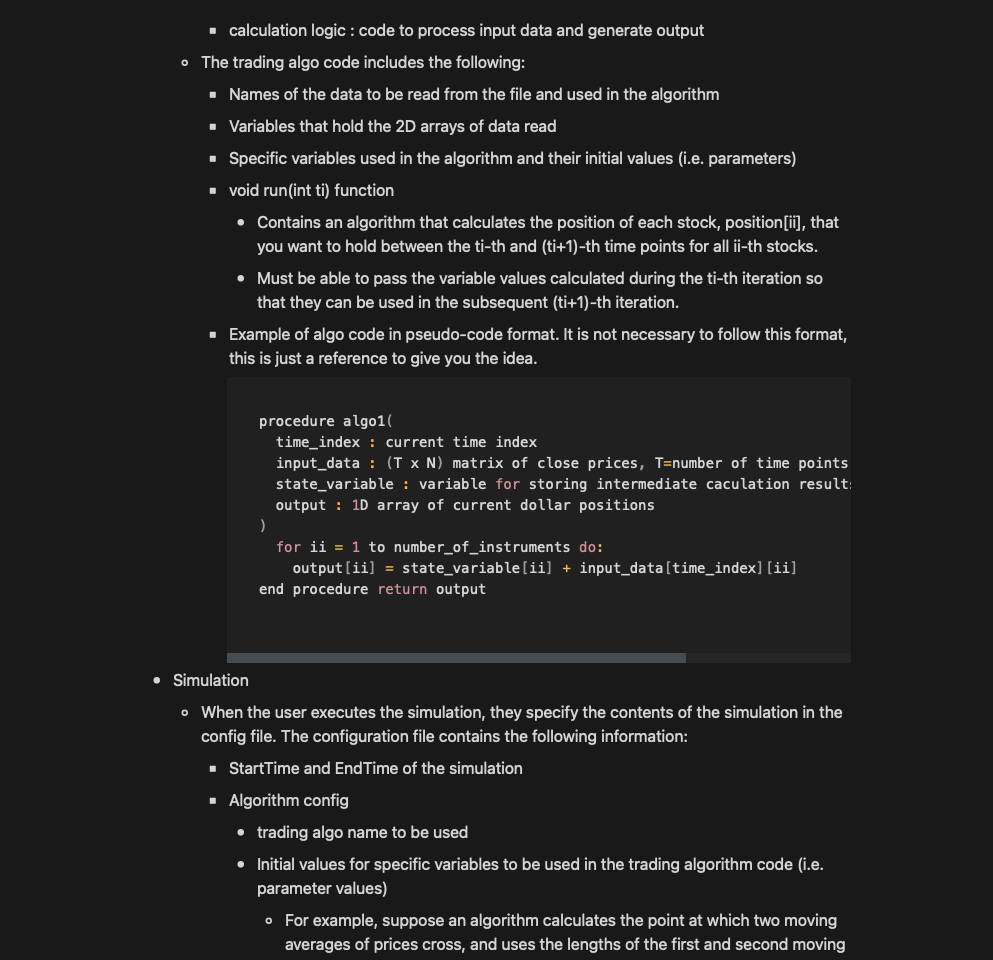 calculation logic : code to process input data and generate output
The trading algo code includes the following:
Names of the data to be read from the file and used in the algorithm
Variables that hold the 2D arrays of data read
Specific variables used in the algorithm and their initial values (i.e. parameters)
void run(int ti) function
Contains an algorithm that calculates the position of each stock, position[ii], that
you want to hold between the ti-th and (ti+1)-th time points for all ii-th stocks.
Must be able to pass the variable values calculated during the ti-th iteration so
that they can be used in the subsequent (ti+1)-th iteration.
Example of algo code in pseudo-code format. It is not necessary to follow this format,
this is just a reference to give you the idea.
procedure algo1(
time_index : current time index
input_data : (T x N) matrix of close prices, T=number of time points
state_variable : variable for storing intermediate caculation results
output : 1D array of current dollar positions
)
for ii = 1 to number_of_instruments do:
output[ii] = state_variable[ii] + input_data[time_index][ii]
end procedure return output
Simulation
When the user executes the simulation, they specify the contents of the simulation in the
config file. The configuration file contains the following information:
StartTime and EndTime of the simulation
Algorithm config
trading algo name to be used
Initial values for specific variables to be used in the trading algorithm code (i.e.
parameter values)
For example, suppose an algorithm calculates the point at which two moving
averages of prices cross, and uses the lengths of the first and second moving